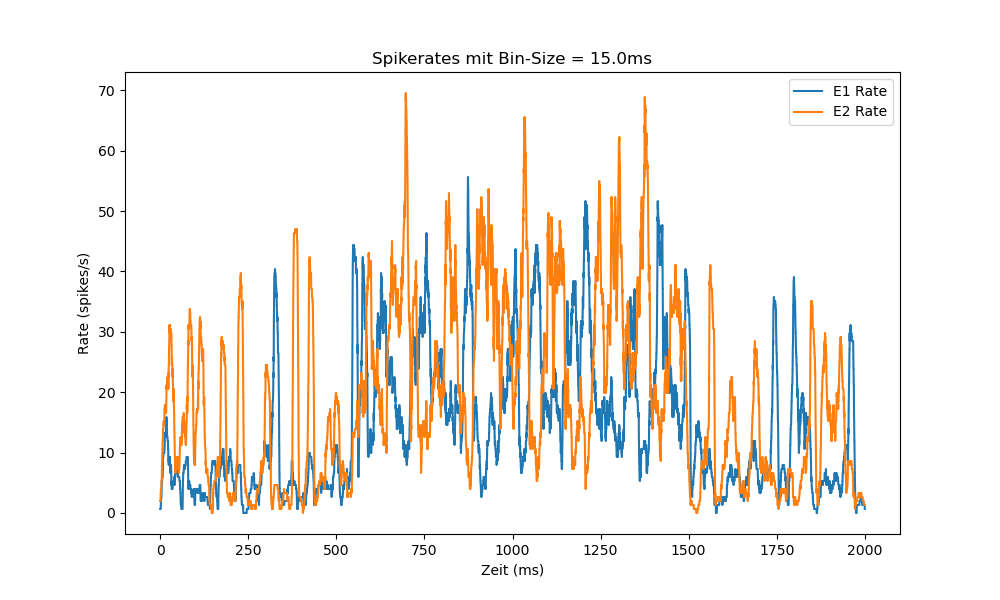 Spikerates mit Bin-Size = 15.0ms
E1 Rate
E2 Rate
Rate (spikes/s)
70
60
50
40
30
20
10
0
0 250 500 750 1000 1250 1500 1750 2000
Zeit (ms)